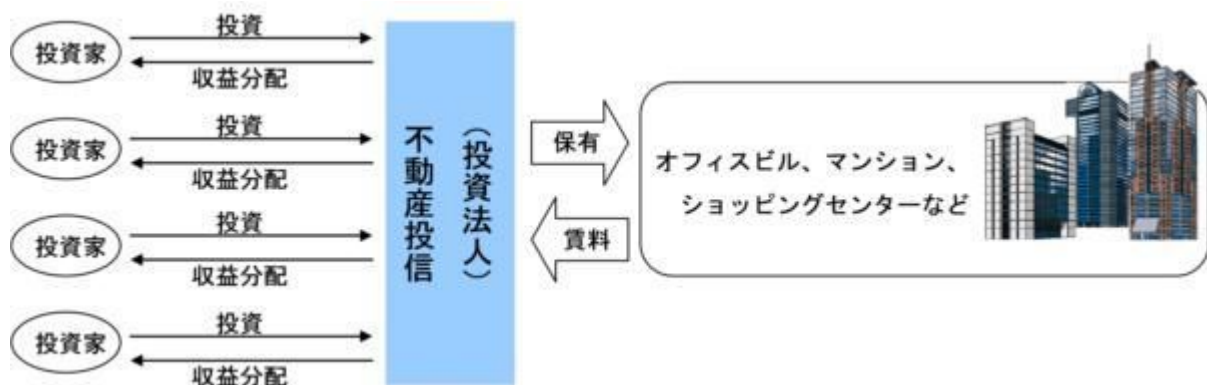 投資家
投資
収益分配
投資家
投資
収益分配
投資家
投資
収益分配
投資家
投資
収益分配
不動産投信
（投資法人）
保有
賃料
オフィスビル、マンション、
ショッピングセンターなど